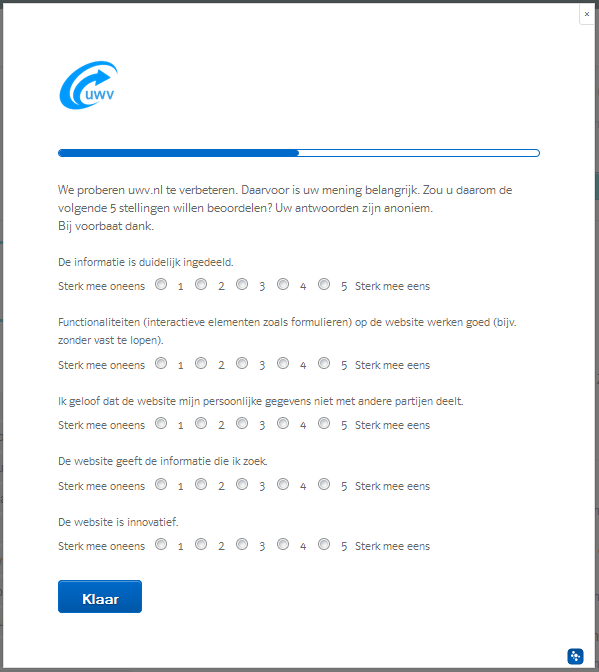 ×
uwv
We proberen uwv.nl te verbeteren. Daarvoor is uw mening belangrijk. Zou u daarom de
volgende 5 stellingen willen beoordelen? Uw antwoorden zijn anoniem.
Bij voorbaat dank.
De informatie is duidelijk ingedeeld.
Sterk mee oneens 1 2 3 4 5 Sterk mee eens
Functionaliteiten (interactieve elementen zoals formulieren) op de website werken goed (bijv.
zonder vast te lopen).
Sterk mee oneens 1 2 3 4 5 Sterk mee eens
Ik geloof dat de website mijn persoonlijke gegevens niet met andere partijen deelt.
Sterk mee oneens 1 2 3 4 5 Sterk mee eens
De website geeft de informatie die ik zoek.
Sterk mee oneens 1 2 3 4 5 Sterk mee eens
De website is innovatief.
Sterk mee oneens 1 2 3 4 5 Sterk mee eens
Klaar